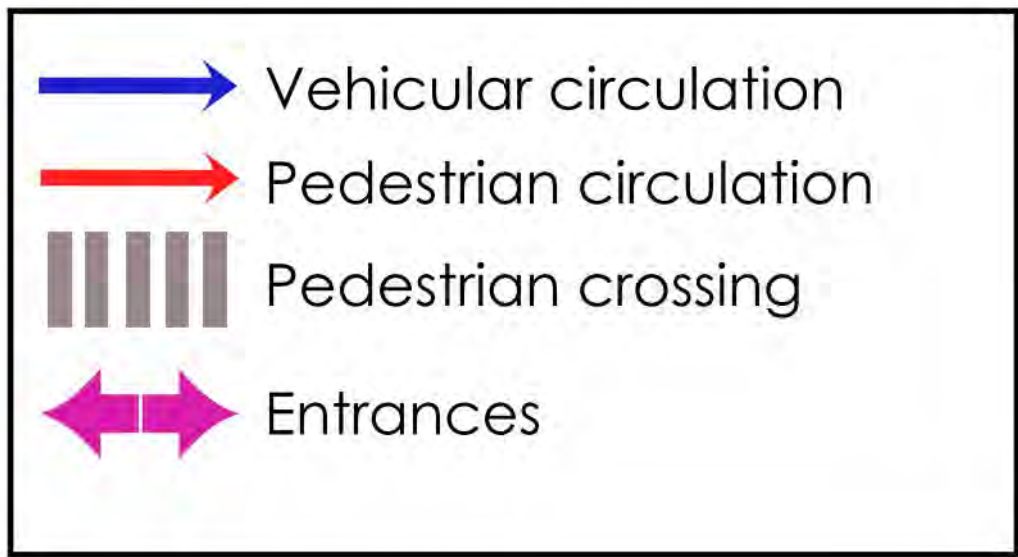 Vehicular circulation
Pedestrian circulation
Pedestrian crossing
Entrances